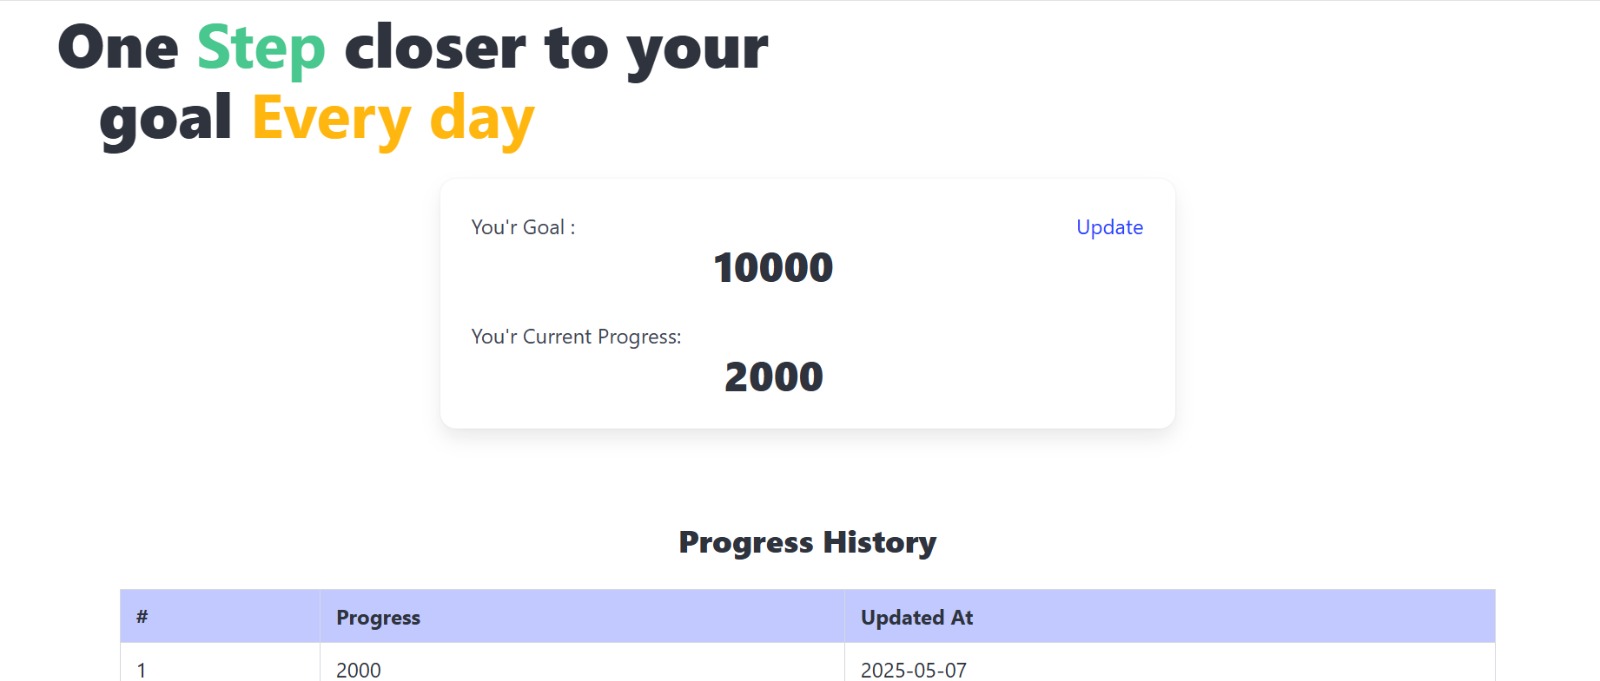 One Step closer to your
goal Every day
You'r Goal :
Update
10000
You'r Current Progress:
2000
Progress History
# Progress Updated At
1 2000 2025-05-07